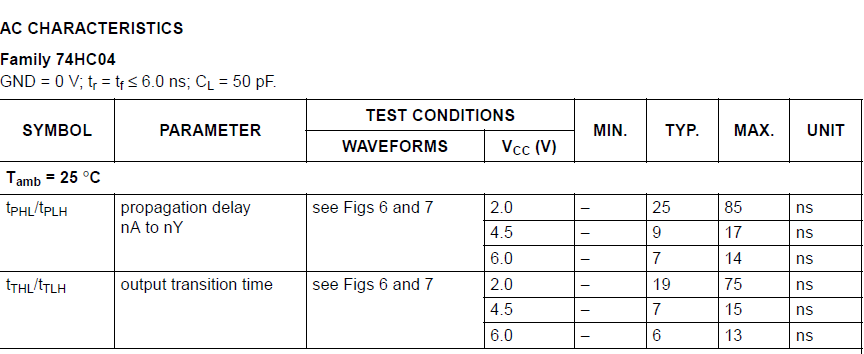 AC CHARACTERISTICS
Family 74HC04
GND = 0 V; tr = tf ≤ 6.0 ns; CL = 50 pF.
SYMBOL PARAMETER TEST CONDITIONS MIN. TYP. MAX. UNIT
WAVEFORMS VCC (V)
Tamb = 25 °C
tPHL/tPLH propagation delay see Figs 6 and 7 2.0 – 25 85 ns
nA to nY 4.5 – 9 17 ns
6.0 – 7 14 ns
tTHL/tTLH output transition time see Figs 6 and 7 2.0 – 19 75 ns
4.5 – 7 15 ns
6.0 – 6 13 ns